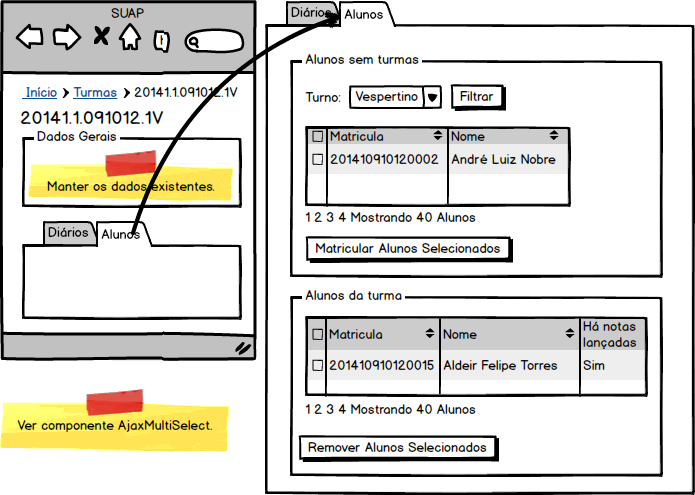 SUAP
Início Turmas 20141.1.091012.1V
20141.1.091012.1V
Dados Gerais
Manter os dados existentes.
Diários Alunos
Ver componente AjaxMultiSelect.
Diários Alunos
Alunos sem turmas
Turno: Vespertino Filtrar
Matricula Nome
201410910120002 André Luiz Nobre
1 2 3 4 Mostrando 40 Alunos
Matricular Alunos Selecionados
Alunos da turma
Matricula Nome Há notas
lançadas
201410910120015 Aldeir Felipe Torres Sim
1 2 3 4 Mostrando 40 Alunos
Remover Alunos Selecionados